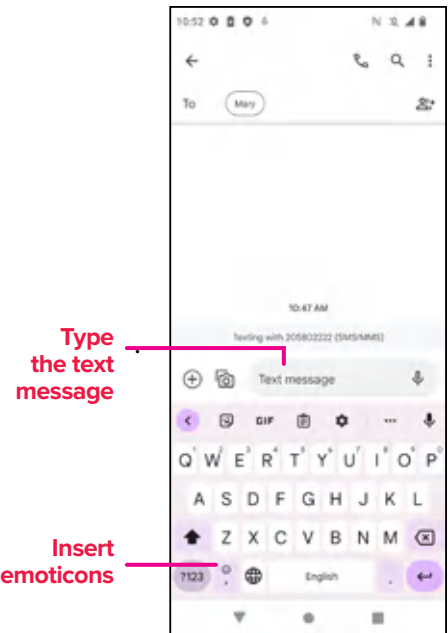 10:52
To Mary
10:47 AM
Texting with 205802222 (SMS/MMS)
Type
the text
message
Text message
GIF
Q W E R T Y U I O P
A S D F G H J K L
Z X C V B N M
Insert
emoticons
?123 , English .